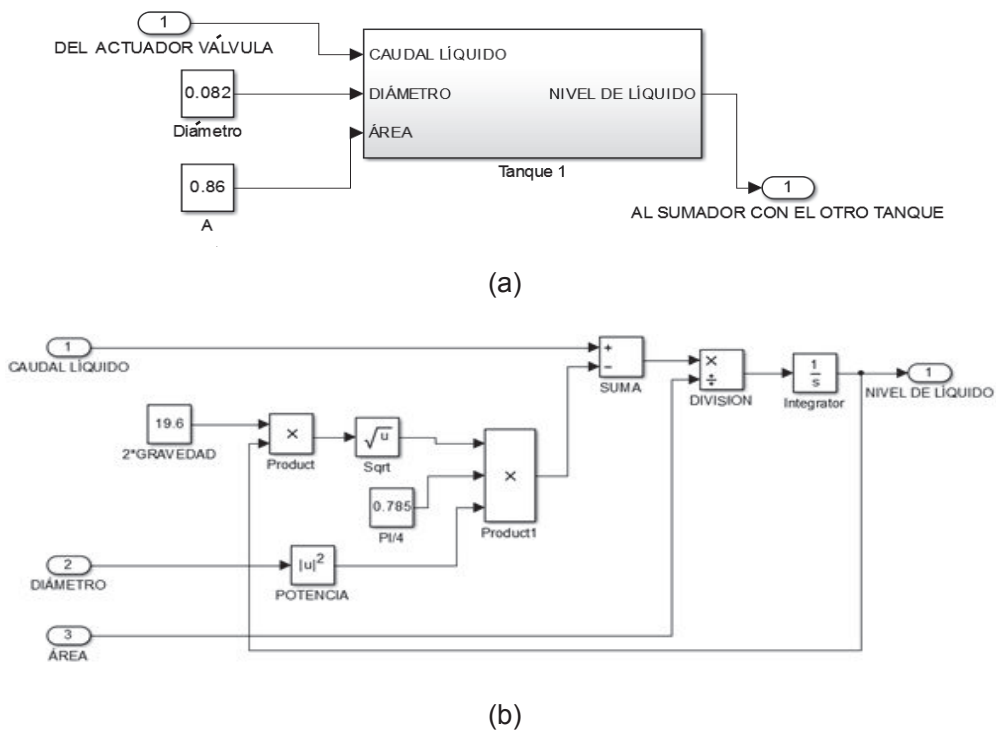 1
DEL ACTUADOR VÁLVULA
0.082
Diámetro
0.86
A
CAUDAL LÍQUIDO
DIÁMETRO
ÁREA
NIVEL DE LÍQUIDO
Tanque 1
1
AL SUMADOR CON EL OTRO TANQUE
(a)
1
CAUDAL LÍQUIDO
+
−
SUMA
×
÷
DIVISION
1
s
Integrator
1
NIVEL DE LÍQUIDO
19.6
2*GRAVEDAD
×
Product
√u
Sqrt
0.785
PI/4
×
Product1
2
DIÁMETRO
|u|²
POTENCIA
3
ÁREA
(b)